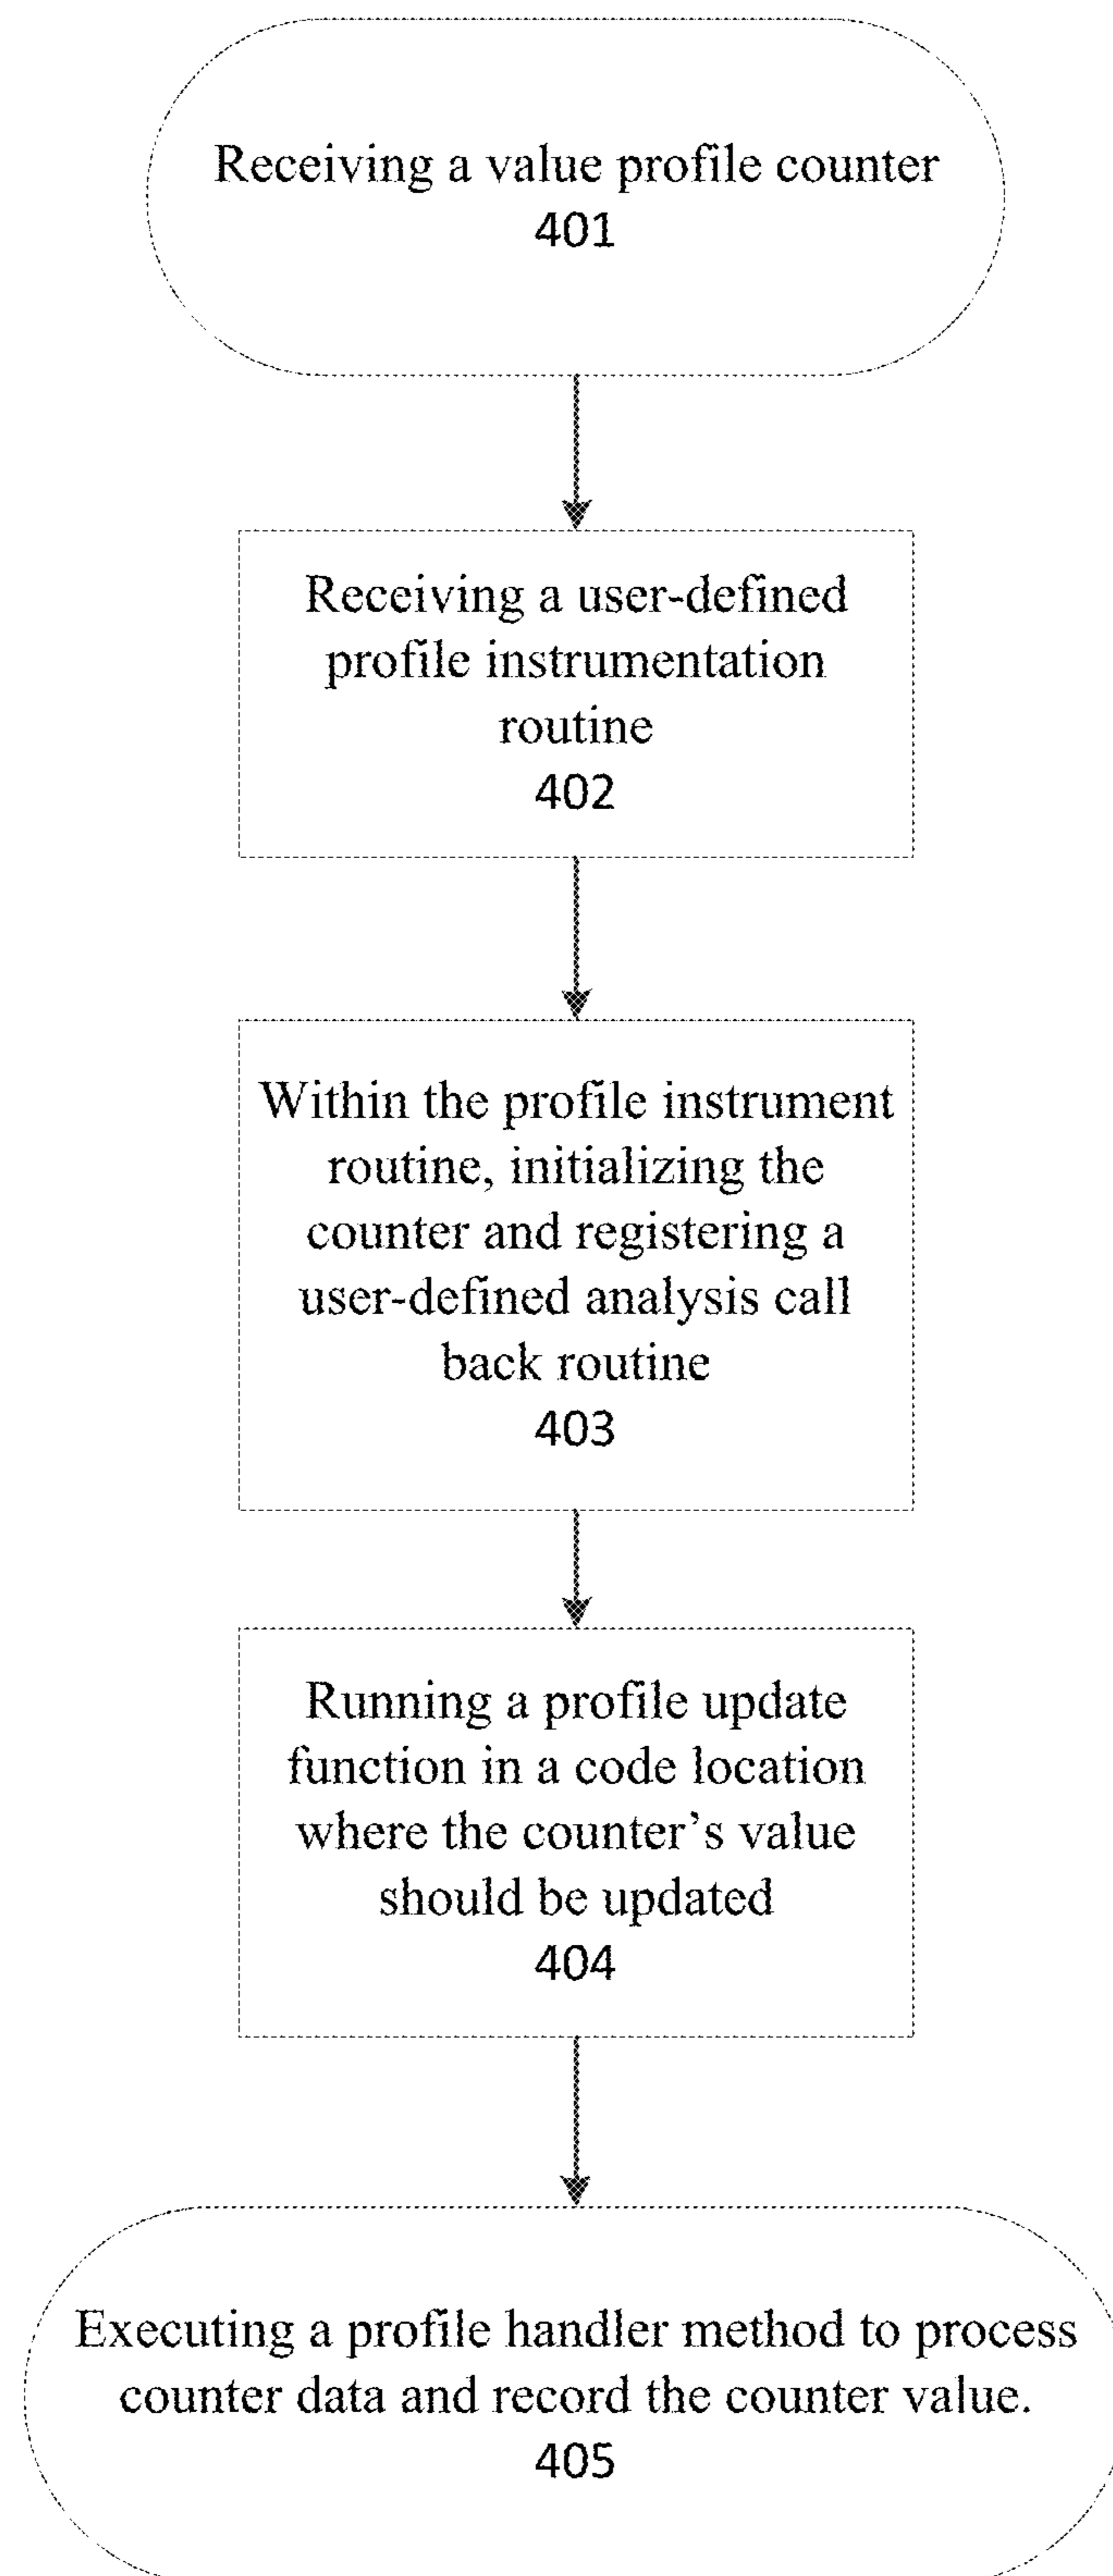 Receiving a value profile counter
401
Receiving a user-defined
profile instrumentation
routine
402
Within the profile instrument
routine, initializing the
counter and registering a
user-defined analysis call
back routine
403
Running a profile update
function in a code location
where the counter’s value
should be updated
404
Executing a profile handler method to process
counter data and record the counter value.
405